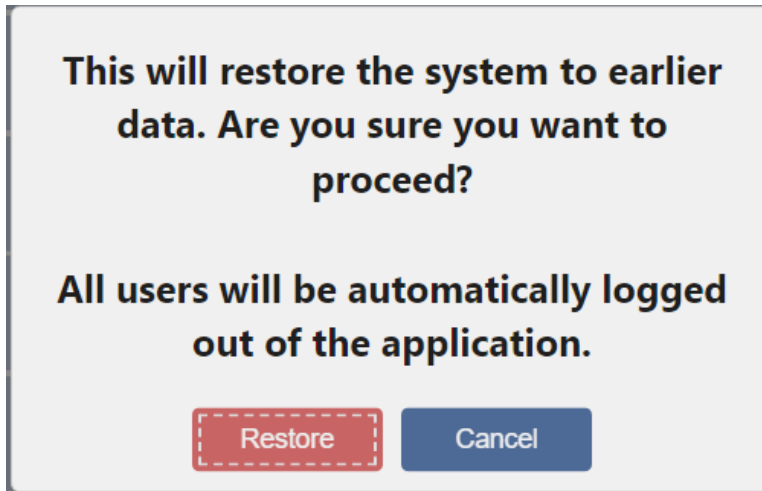 This will restore the system to earlier
data. Are you sure you want to
proceed?
All users will be automatically logged
out of the application.
Restore
Cancel